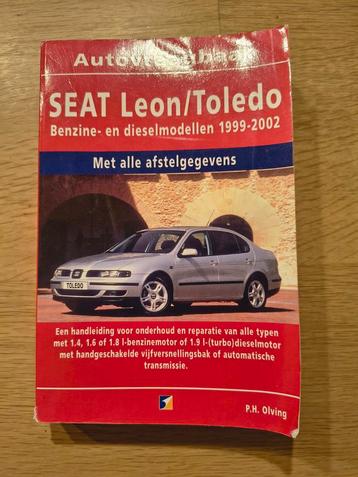 Autovraagbaak
SEAT Leon/Toledo
Benzine- en dieselmodellen 1999-2002
Met alle afstelgegevens
TOLEDO
Een handleiding voor onderhoud en reparatie van alle typen
met 1.4, 1.6 of 1.8 l-benzinemotor of 1.9 l-(turbo)dieselmotor
met handgeschakelde vijfversnellingsbak of automatische
transmissie.
P.H. Olving